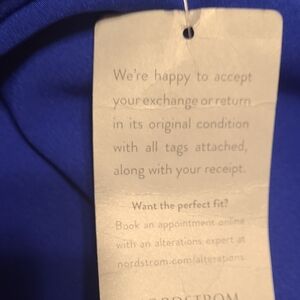 We're happy to accept
your exchange or return
in its original condition
with all tags attached,
along with your receipt.
Want the perfect fit?
Book an appointment online
with an alterations expert at
nordstrom.com/alterations.
NORDSTROM